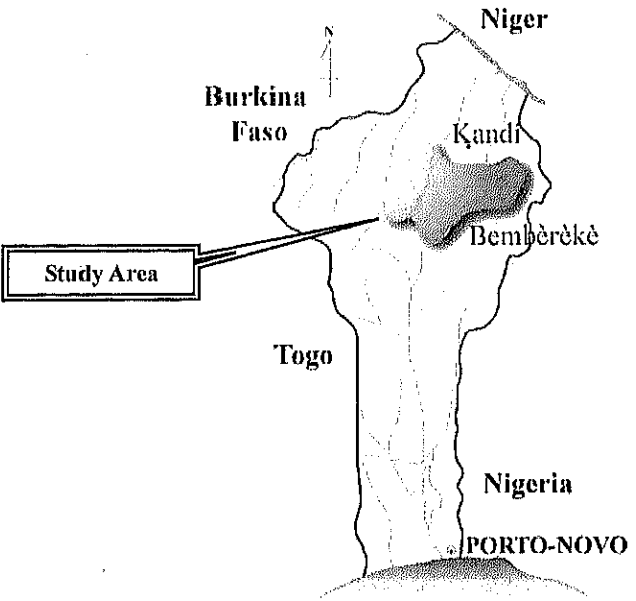 Niger
N
Burkina
Faso
Kandi
Bembèrèkè
Study Area
Togo
Nigeria
PORTO-NOVO